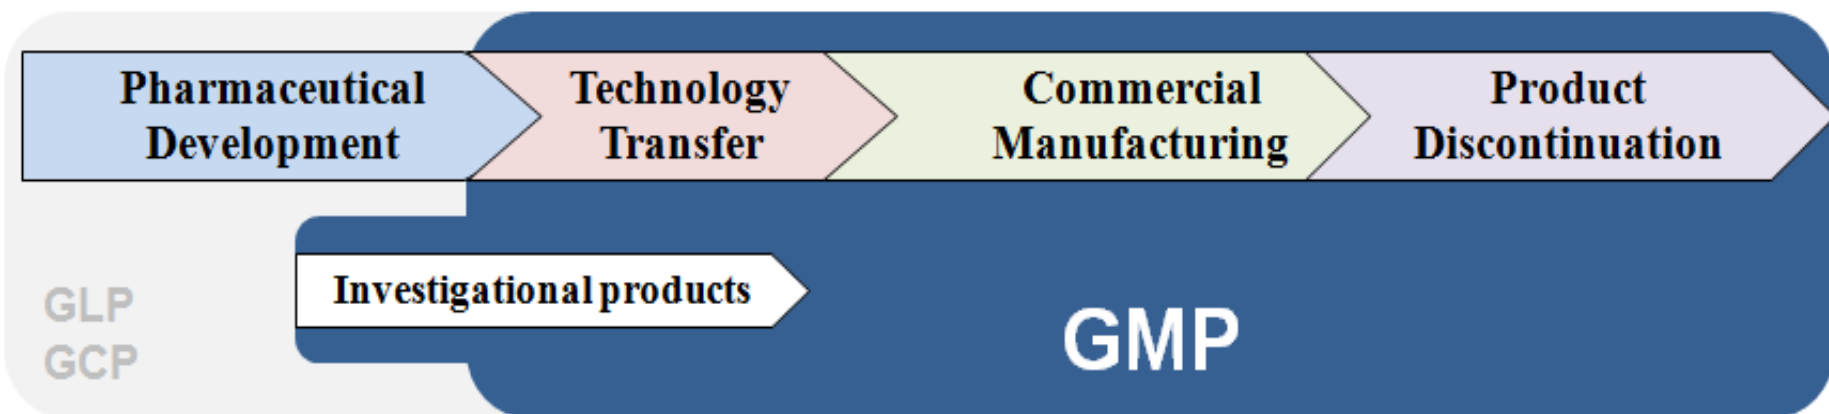 Pharmaceutical
Development
Technology
Transfer
Commercial
Manufacturing
Product
Discontinuation
Investigational products
GLP
GCP
GMP